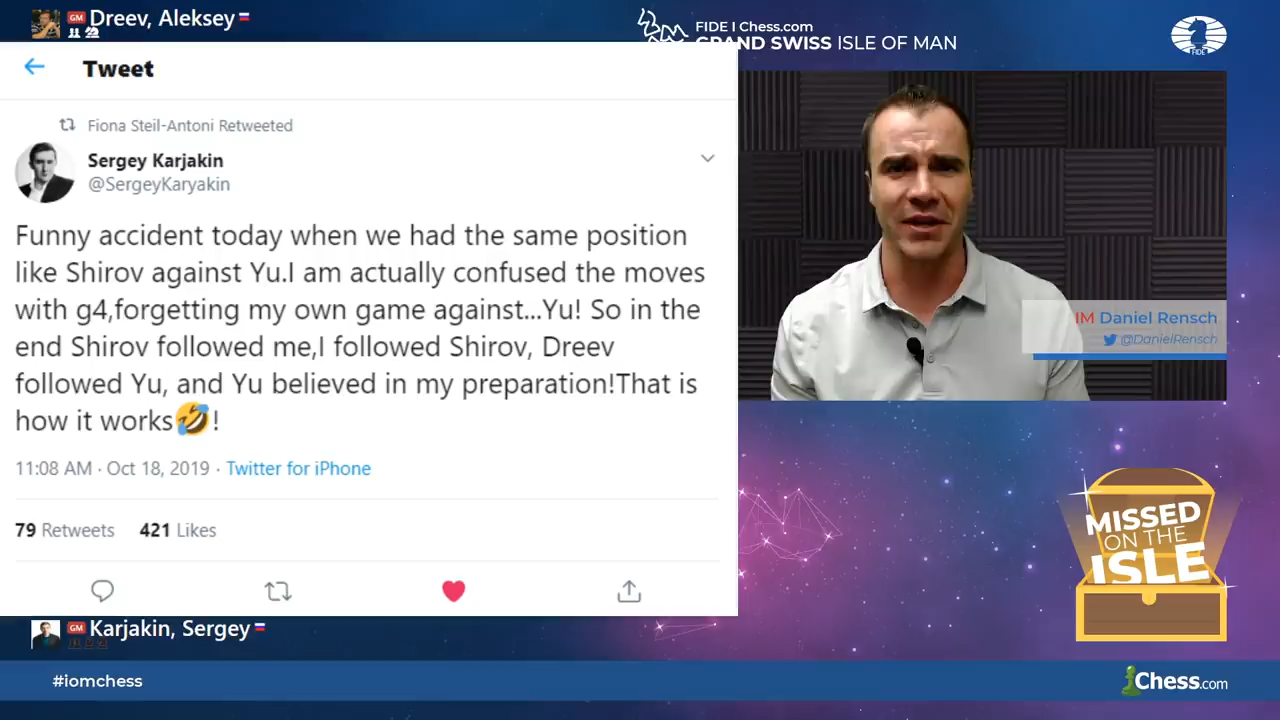 GM Dreev, Aleksey
FIDE | Chess.com
GRAND SWISS ISLE OF MAN
FIDE
Tweet
Fiona Steil-Antoni Retweeted
Sergey Karjakin
@SergeyKaryakin
Funny accident today when we had the same position
like Shirov against Yu.I am actually confused the moves
with g4,forgetting my own game against...Yu! So in the
end Shirov followed me,I followed Shirov, Dreev
followed Yu, and Yu believed in my preparation!That is
how it works🤣!
11:08 AM · Oct 18, 2019 · Twitter for iPhone
79 Retweets 421 Likes
IM Daniel Rensch
@DanielRensch
MISSED
ON THE
ISLE
GM Karjakin, Sergey
#iomchess
Chess.com